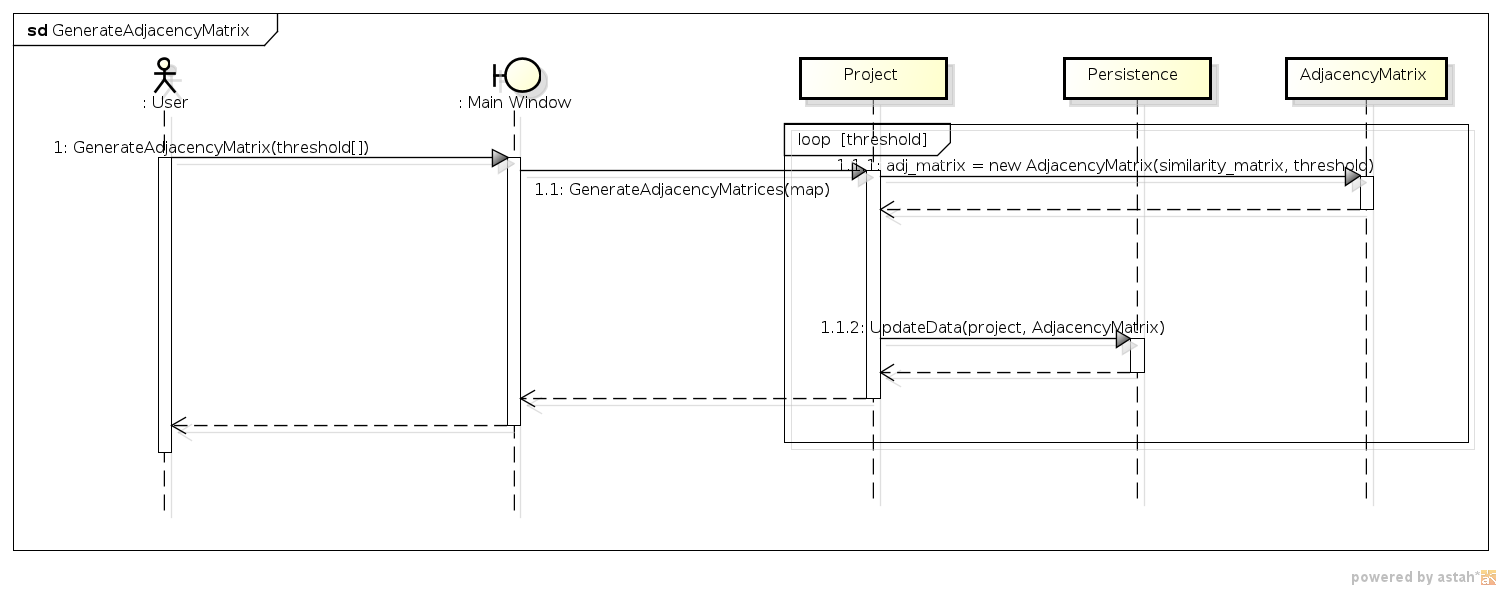 sd GenerateAdjacencyMatrix
: User
: Main Window
Project
Persistence
AdjacencyMatrix
loop [threshold]
1: GenerateAdjacencyMatrix(threshold[])
1.1.1: adj_matrix = new AdjacencyMatrix(similarity_matrix, threshold)
1.1: GenerateAdjacencyMatrices(map)
1.1.2: UpdateData(project, AdjacencyMatrix)
powered by astah*